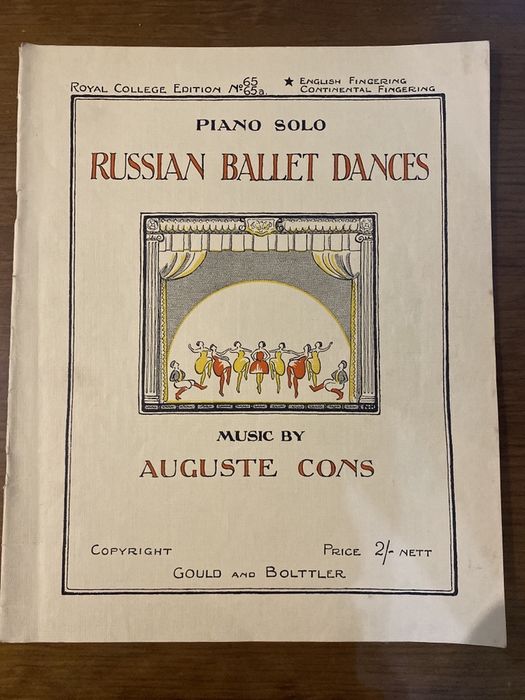 ROYAL COLLEGE EDITION No 65 65a. ★ ENGLISH FINGERING CONTINENTAL FINGERING
PIANO SOLO
RUSSIAN BALLET DANCES
MUSIC BY
AUGUSTE CONS
COPYRIGHT PRICE 2/- NETT
GOULD AND BOLTTLER